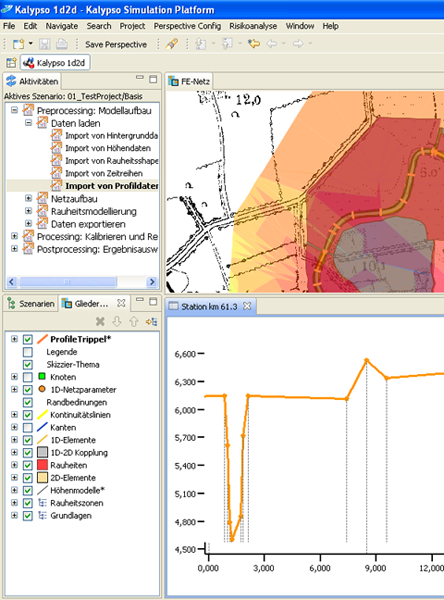 Kalypso 1d2d - Kalypso Simulation Platform
File Edit Navigate Search Project Perspective Config Risikoanalyse Window Help
Save Perspective
Kalypso 1d2d
Aktivitäten
Aktives Szenario: 01_TestProject/Basis
Preprocessing: Modellaufbau
Daten laden
Import von Hintergrundda
Import von Höhendaten
Import von Rauheitsshape
Import von Zeitreihen
Import von Profildater
Netzaufbau
Rauheitsmodellierung
Daten exportieren
Processing: Kalibrieren und Re
Postprocessing: Ergebnisausw
FE-Netz
12,0
Szenarien
Glieder...
ProfileTrippel*
Legende
Skizzier-Thema
Knoten
1D-Netzparameter
Randbedinungen
Kontinuitätslinien
Kanten
1D-Elemente
1D-2D Kopplung
Rauheiten
2D-Elemente
Höhenmodelle*
Rauheitszonen
Grundlagen
Station km 61.3
6,600
6,300
6,000
5,700
5,400
5,100
4,800
4,500
0,000
3,000
6,000
9,000
12,000